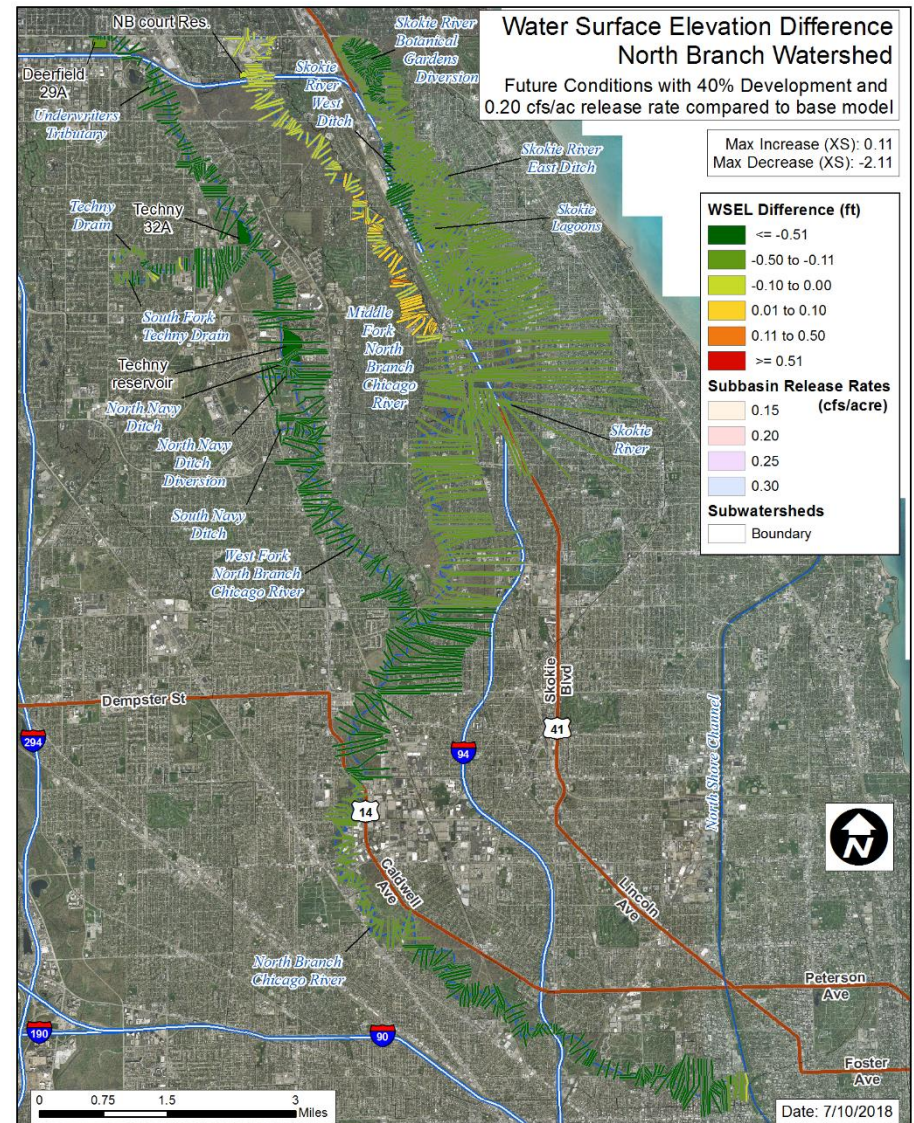 Water Surface Elevation Difference
North Branch Watershed
Future Conditions with 40% Development and
0.20 cfs/ac release rate compared to base model
Max Increase (XS): 0.11
Max Decrease (XS): -2.11
WSEL Difference (ft)
<= -0.51
-0.50 to -0.11
-0.10 to 0.00
0.01 to 0.10
0.11 to 0.50
>= 0.51
Subbasin Release Rates
(cfs/acre)
0.15
0.20
0.25
0.30
Subwatersheds
Boundary
NB court Res.
Deerfield
29A
Underwriters
Tributary
Skokie River
Botanical
Gardens
Diversion
Skokie
River
West
Ditch
Skokie River
East Ditch
Skokie
Lagoons
Techny
Drain
Techny
32A
South Fork
Techny Drain
Middle
Fork
North
Branch
Chicago
River
Techny
reservoir
North Navy
Ditch
North Navy
Ditch
Diversion
South Navy
Ditch
Skokie
River
West Fork
North Branch
Chicago River
Dempster St
294
Skokie
Blvd
41
94
North Shore Channel
14
Caldwell
Ave
Lincoln
Ave
North Branch
Chicago River
Peterson
Ave
190
90
Foster
Ave
N
0 0.75 1.5 3
Miles
Date: 7/10/2018